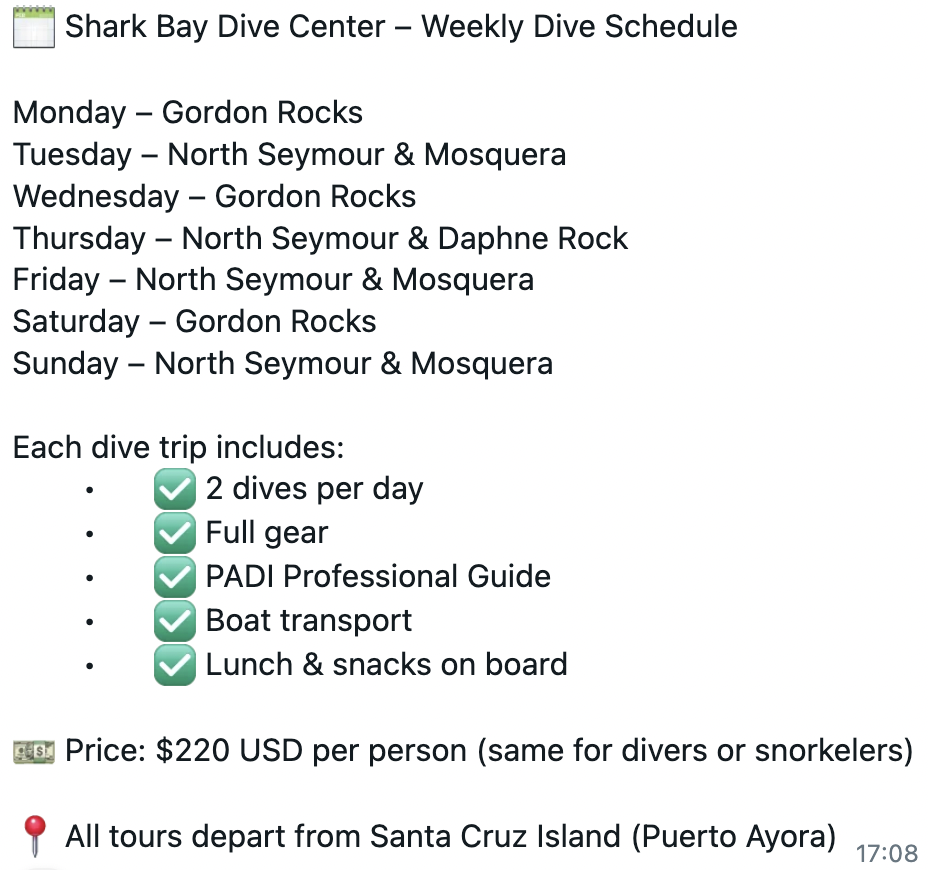 🗓️ Shark Bay Dive Center – Weekly Dive Schedule
Monday – Gordon Rocks
Tuesday – North Seymour & Mosquera
Wednesday – Gordon Rocks
Thursday – North Seymour & Daphne Rock
Friday – North Seymour & Mosquera
Saturday – Gordon Rocks
Sunday – North Seymour & Mosquera
Each dive trip includes:
• ✅ 2 dives per day
• ✅ Full gear
• ✅ PADI Professional Guide
• ✅ Boat transport
• ✅ Lunch & snacks on board
💵 Price: $220 USD per person (same for divers or snorkelers)
📍 All tours depart from Santa Cruz Island (Puerto Ayora)
17:08